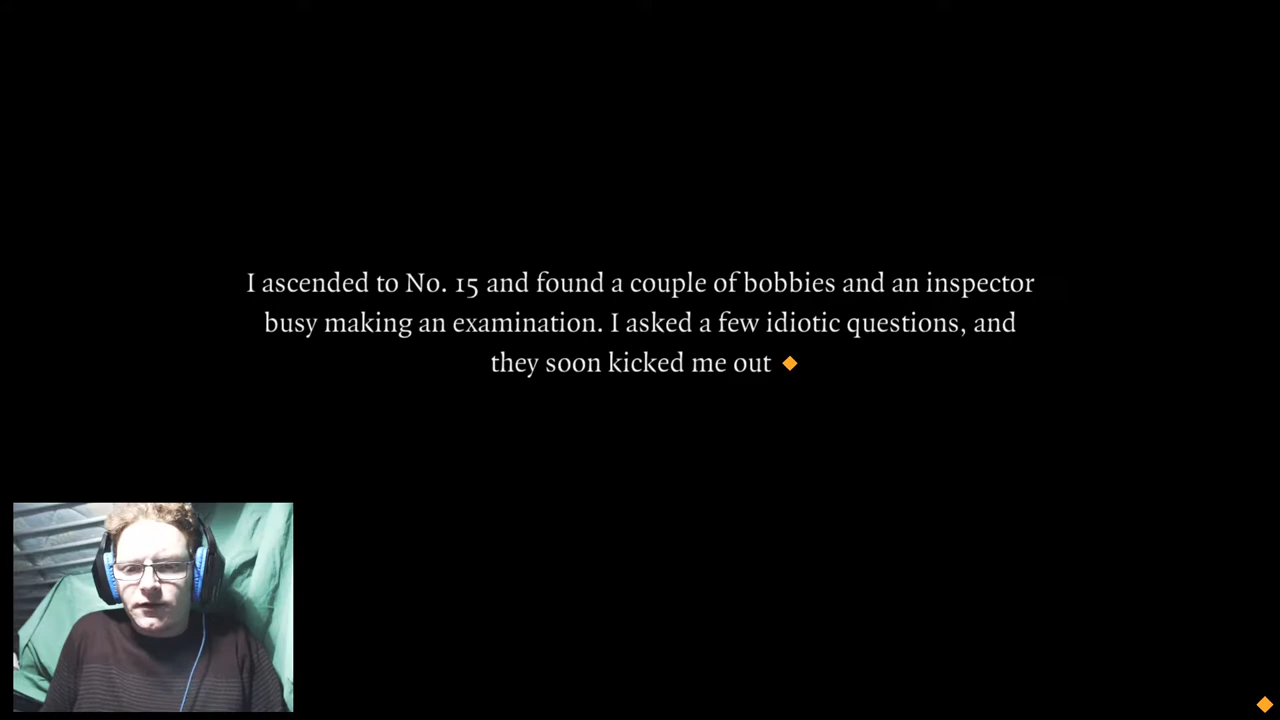 I ascended to No. 15 and found a couple of bobbies and an inspector
busy making an examination. I asked a few idiotic questions, and
they soon kicked me out